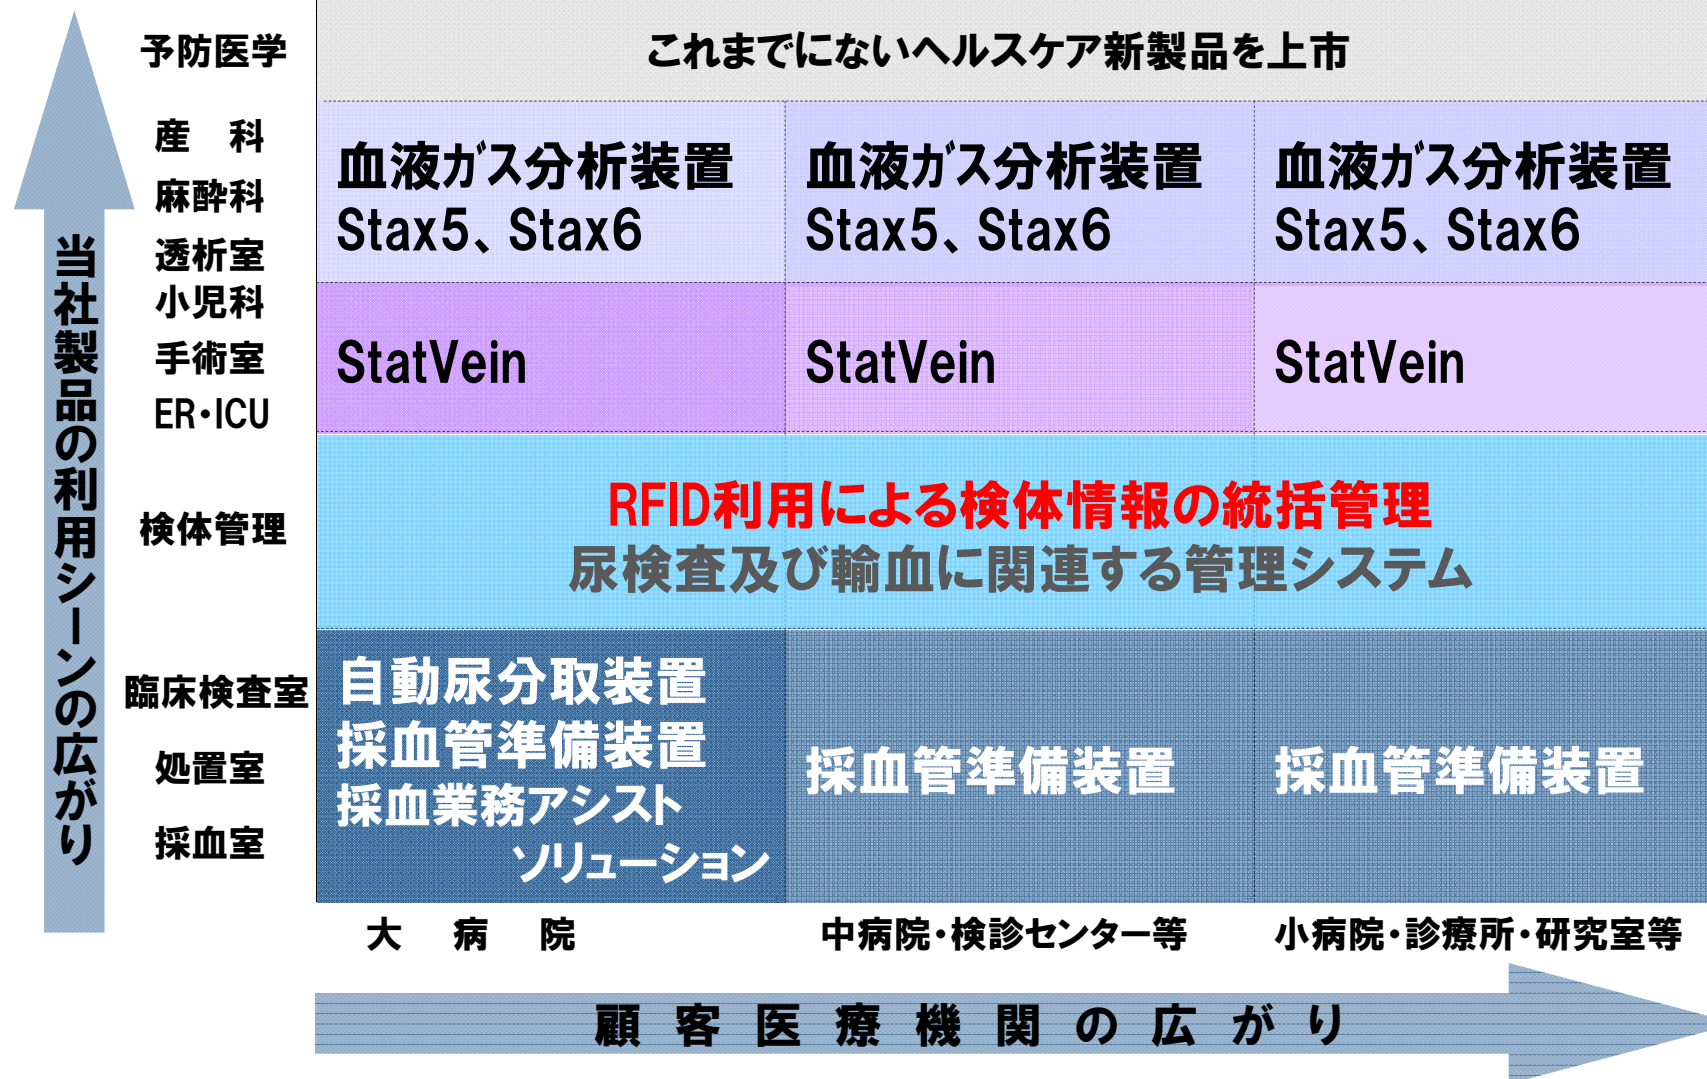 予防医学
これまでにないヘルスケア新製品を上市
産　科
麻酔科
透析室
血液ガス分析装置
Stax5、Stax6
血液ガス分析装置
Stax5、Stax6
血液ガス分析装置
Stax5、Stax6
小児科
手術室
ER・ICU
StatVein
StatVein
StatVein
検体管理
RFID利用による検体情報の統括管理
尿検査及び輸血に関連する管理システム
臨床検査室
処置室
採血室
自動尿分取装置
採血管準備装置
採血業務アシスト
ソリューション
採血管準備装置
採血管準備装置
当社製品の利用シーンの広がり
大　病　院
中病院・検診センター等
小病院・診療所・研究室等
顧客医療機関の広がり